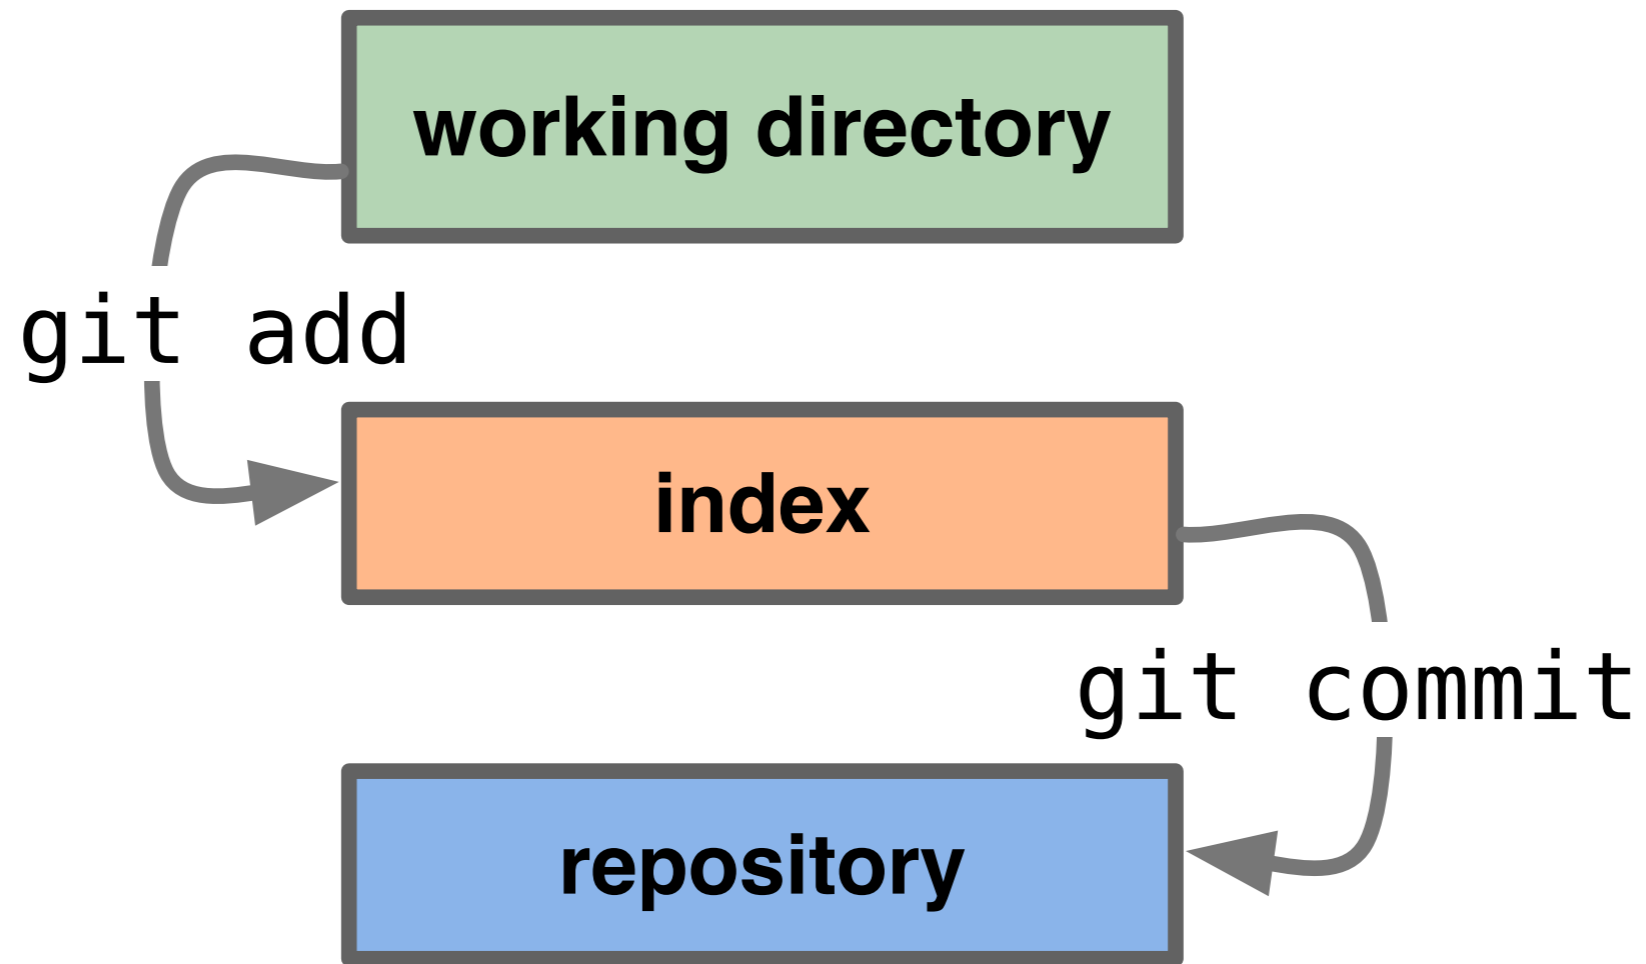 working directory
git add
index
git commit
repository